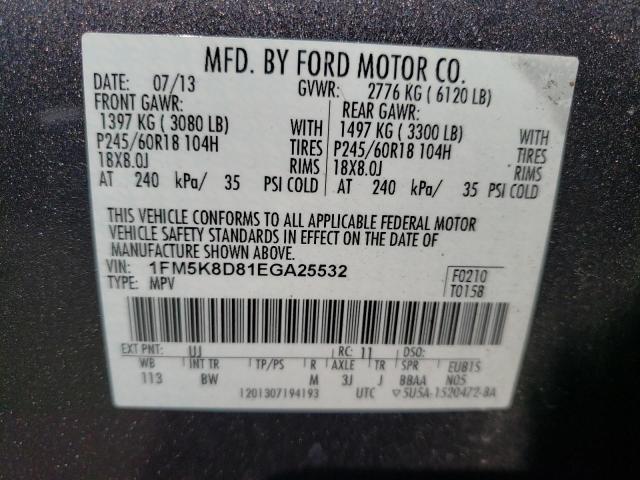 MFD. BY FORD MOTOR CO.
DATE: 07/13 GVWR: 2776 KG ( 6120 LB)
FRONT GAWR: REAR GAWR:
1397 KG ( 3080 LB) WITH 1497 KG ( 3300 LB) WITH
P245/60R18 104H TIRES P245/60R18 104H TIRES
18X8.0J RIMS 18X8.0J RIMS
AT 240 kPa/ 35 PSI COLD AT 240 kPa/ 35 PSI COLD
THIS VEHICLE CONFORMS TO ALL APPLICABLE FEDERAL MOTOR
VEHICLE SAFETY STANDARDS IN EFFECT ON THE DATE OF
MANUFACTURE SHOWN ABOVE.
VIN: 1FM5K8D81EGA25532 F0210
TYPE: MPV T0158
EXT PNT: UJ RC: 11 DSO:
WB INT TR TP/PS R AXLE TR SPR EUB15
113 BW M 3J J BBAA N05
1201307194193 UTC ▽5U5A-1520472-BA